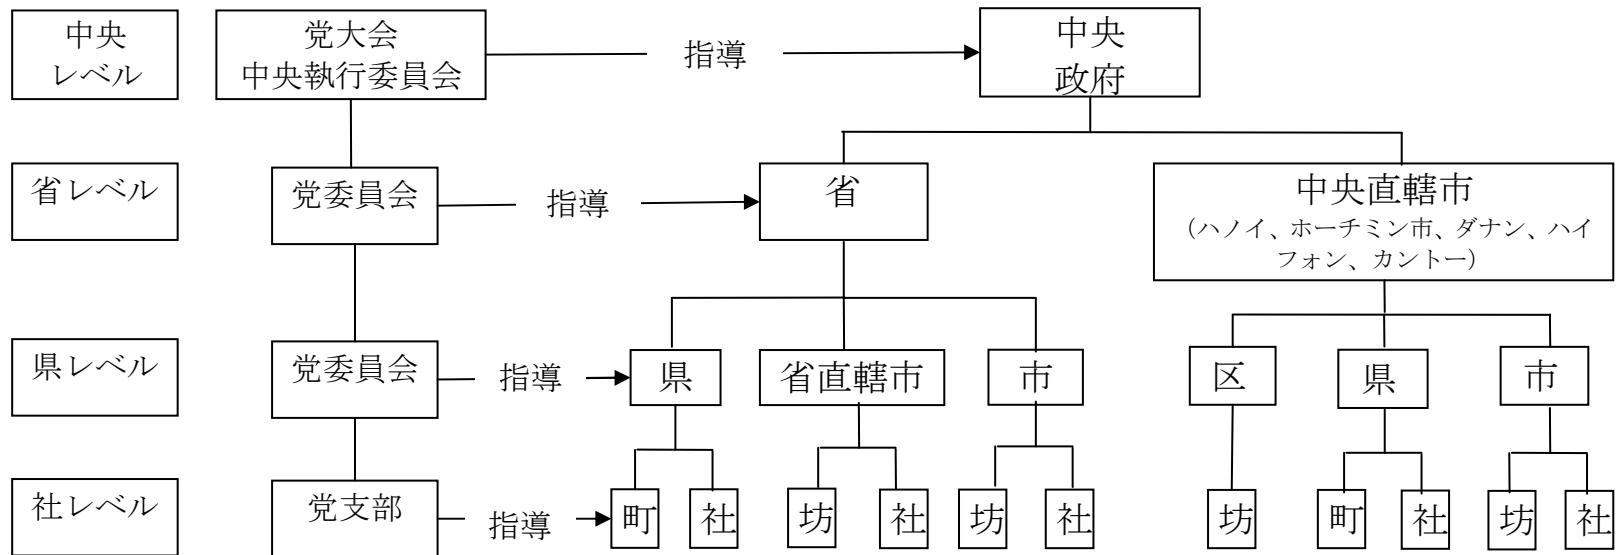 中央
レベル
党大会
中央執行委員会
指導
中央
政府
省レベル
党委員会
指導
省
中央直轄市
(ハノイ、ホーチミン市、ダナン、ハイ
フォン、カントー)
県レベル
党委員会
指導
県
省直轄市
市
区
県
市
社レベル
党支部
指導
町
社
坊
社
坊
社
坊
町
社
坊
社